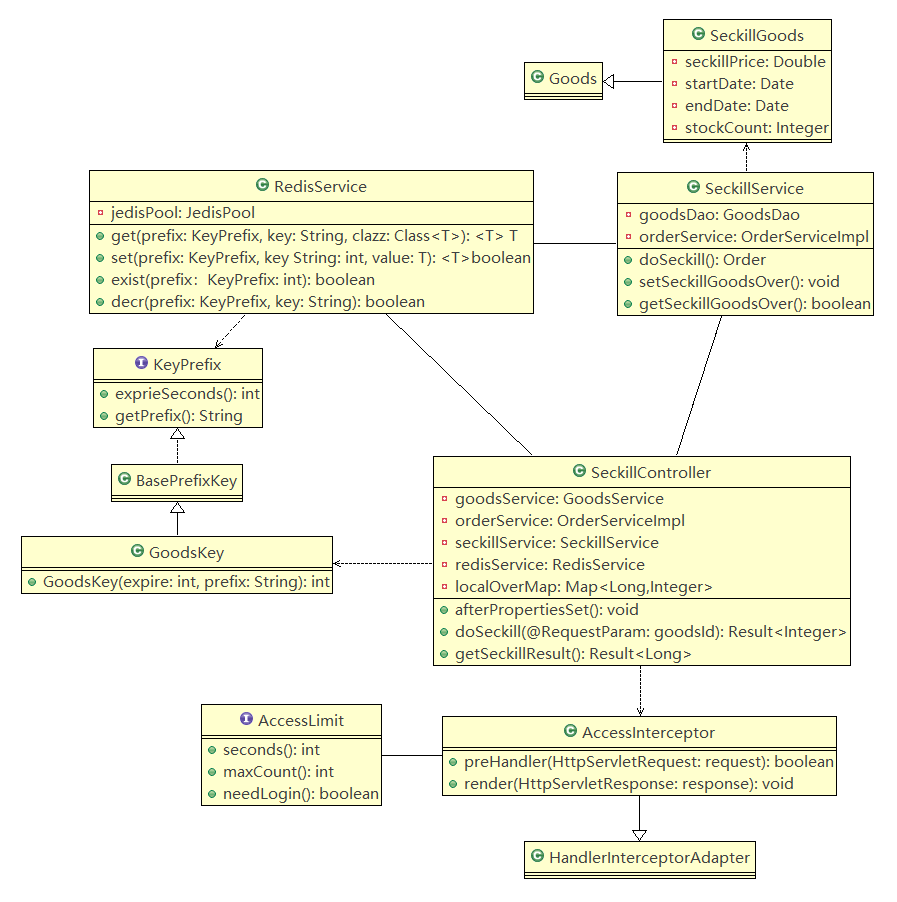 SeckillGoods
seckillPrice: Double
startDate: Date
endDate: Date
stockCount: Integer
Goods
RedisService
jedisPool: JedisPool
get(prefix: KeyPrefix, key: String, clazz: Class<T>): <T> T
set(prefix: KeyPrefix, key String: int, value: T): <T>boolean
exist(prefix: KeyPrefix: int): boolean
decr(prefix: KeyPrefix, key: String): boolean
SeckillService
goodsDao: GoodsDao
orderService: OrderServiceImpl
doSeckill(): Order
setSeckillGoodsOver(): void
getSeckillGoodsOver(): boolean
KeyPrefix
exprieSeconds(): int
getPrefix(): String
BasePrefixKey
GoodsKey
GoodsKey(expire: int, prefix: String): int
SeckillController
goodsService: GoodsService
orderService: OrderServiceImpl
seckillService: SeckillService
redisService: RedisService
localOverMap: Map<Long,Integer>
afterPropertiesSet(): void
doSeckill(@RequestParam: goodsId): Result<Integer>
getSeckillResult(): Result<Long>
AccessLimit
seconds(): int
maxCount(): int
needLogin(): boolean
AccessInterceptor
preHandler(HttpServletRequest: request): boolean
render(HttpServletResponse: response): void
HandlerInterceptorAdapter